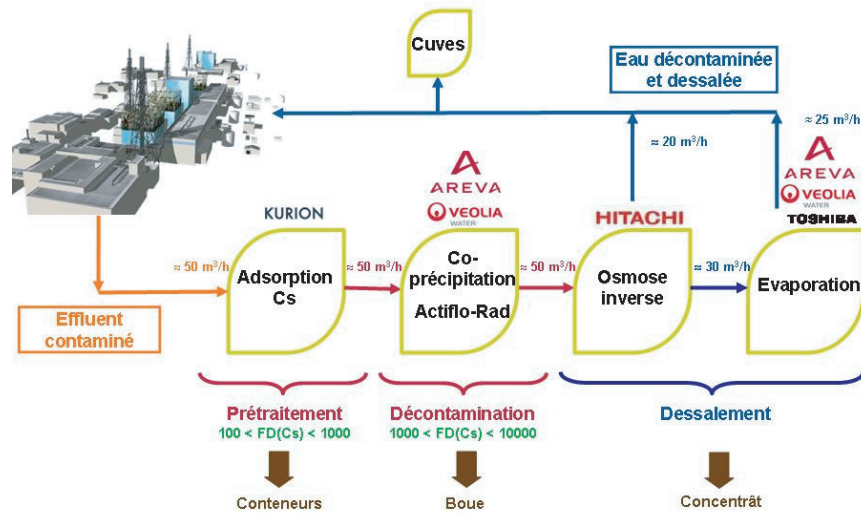 Cuves
Eau décontaminée
et dessalée
≈ 25 m³/h
≈ 20 m³/h
AREVA
VEOLIA
WATER
AREVA
VEOLIA
WATER
TOSHIBA
KURION
HITACHI
≈ 50 m³/h
Adsorption
Cs
≈ 50 m³/h
Co-
précipitation
Actiflo-Rad
≈ 50 m³/h
Osmose
inverse
≈ 30 m³/h
Evaporation
Effluent
contaminé
Prétraitement
100 < FD(Cs) < 1000
Décontamination
1000 < FD(Cs) < 10000
Dessalement
Conteneurs
Boue
Concentrât